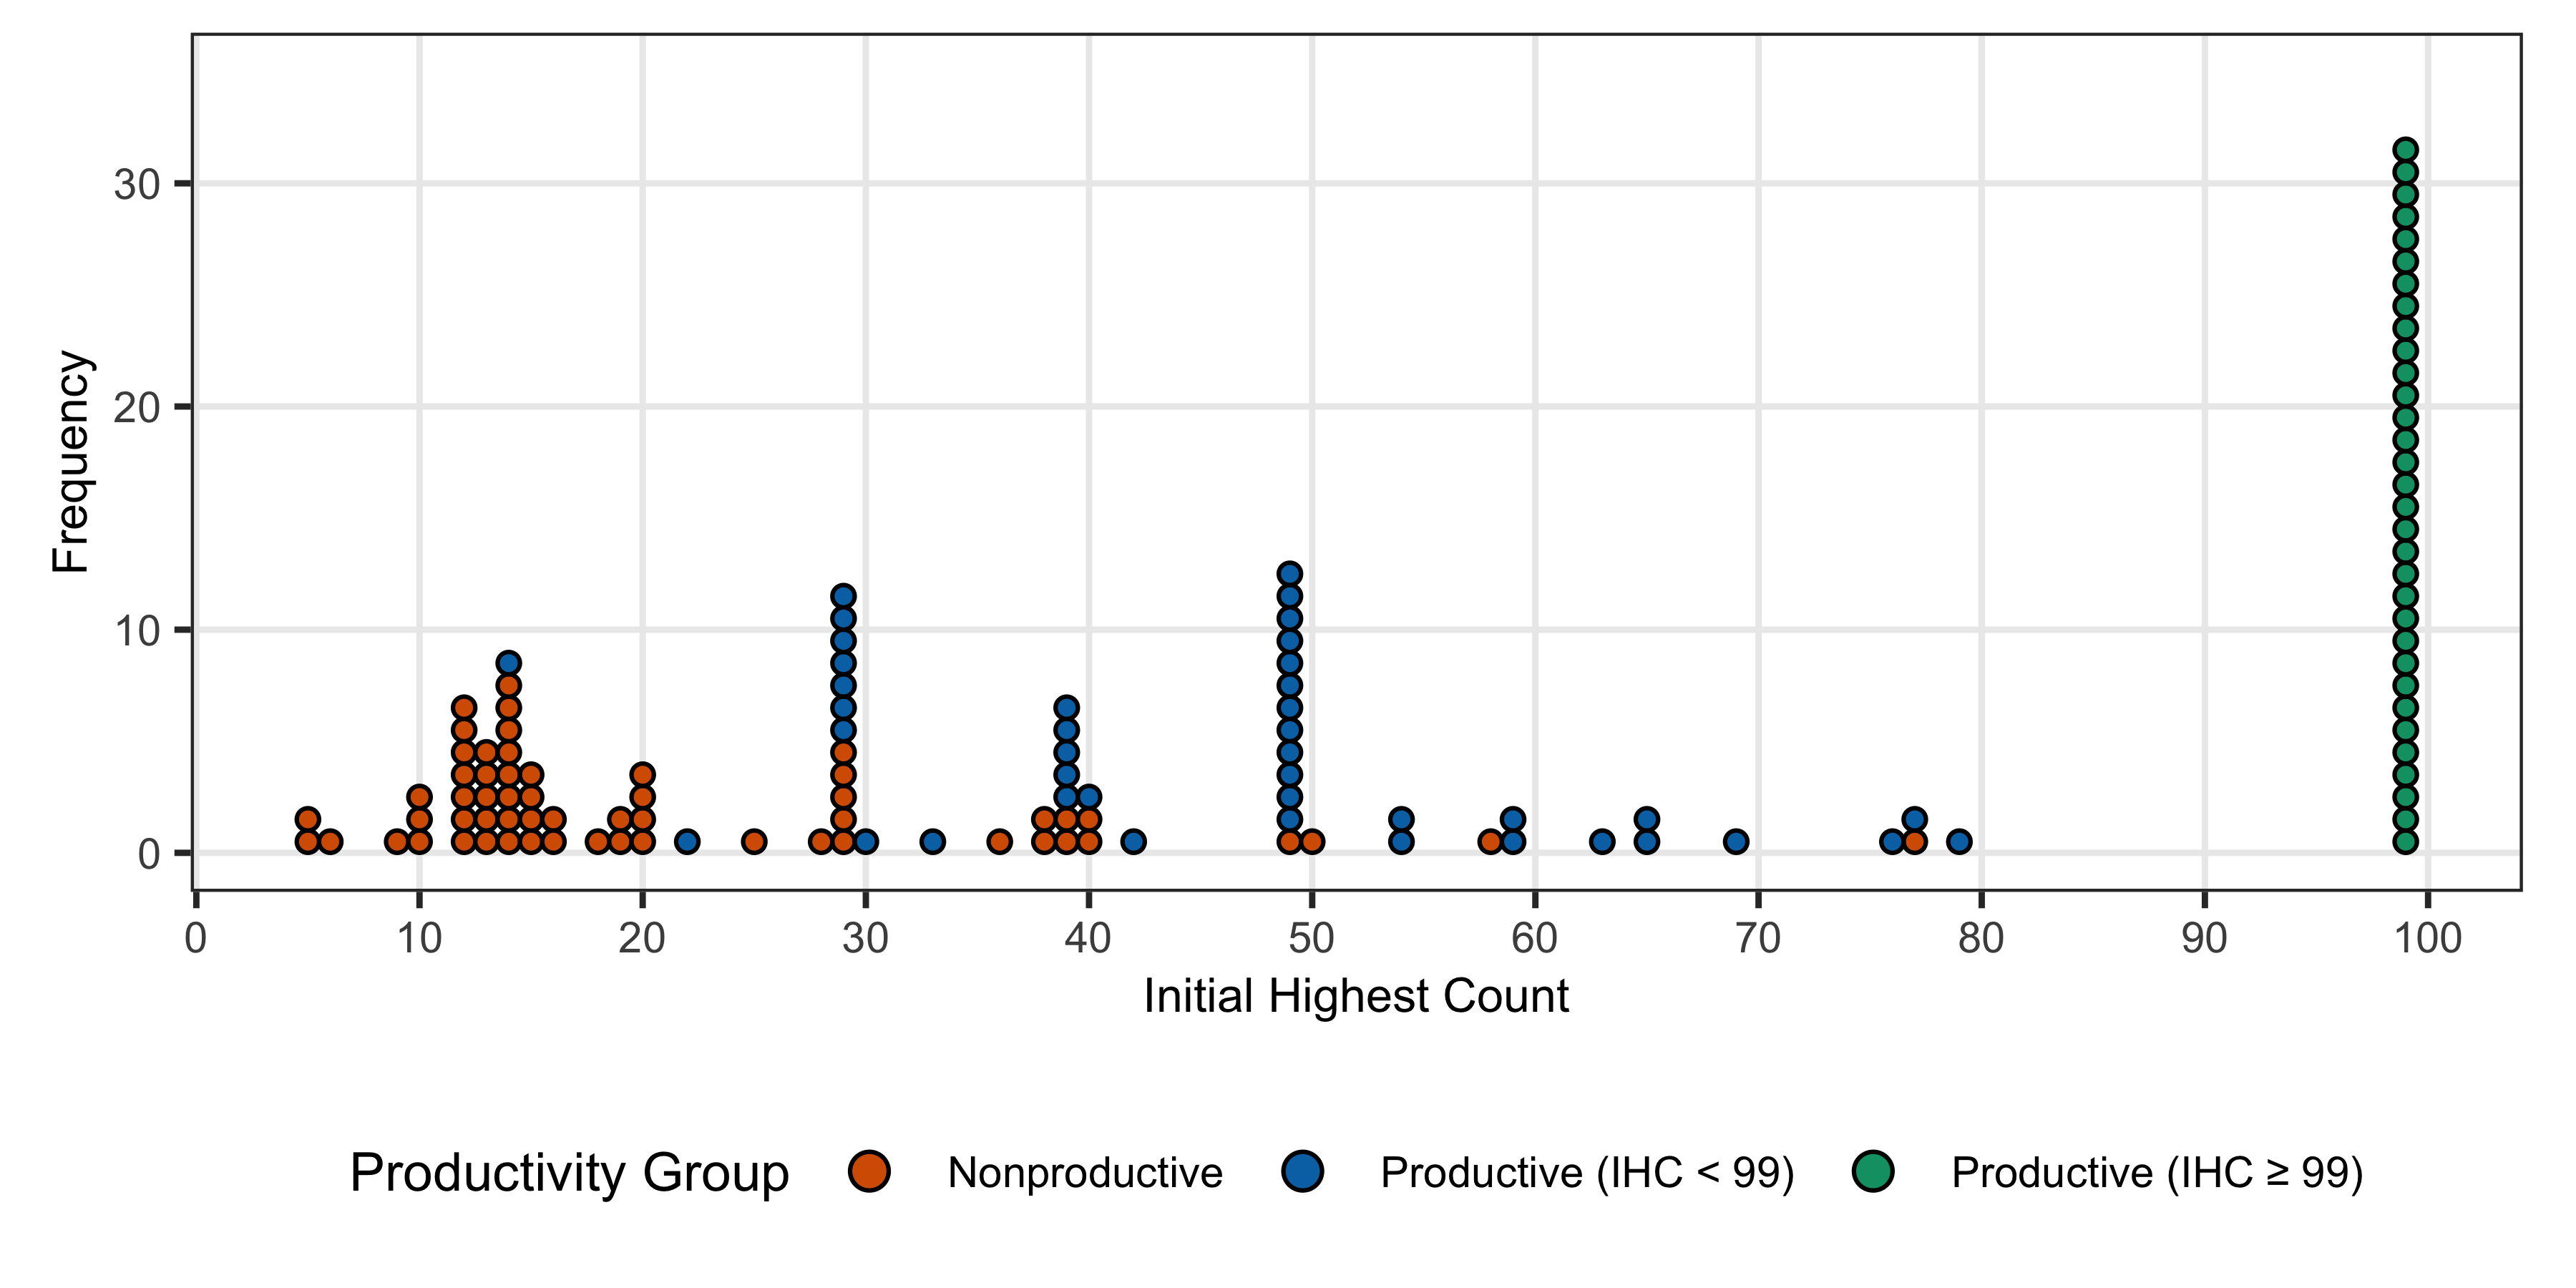 30
20
10
0
Frequency
0 10 20 30 40 50 60 70 80 90 100
Initial Highest Count
Productivity Group Nonproductive Productive (IHC < 99) Productive (IHC ≥ 99)